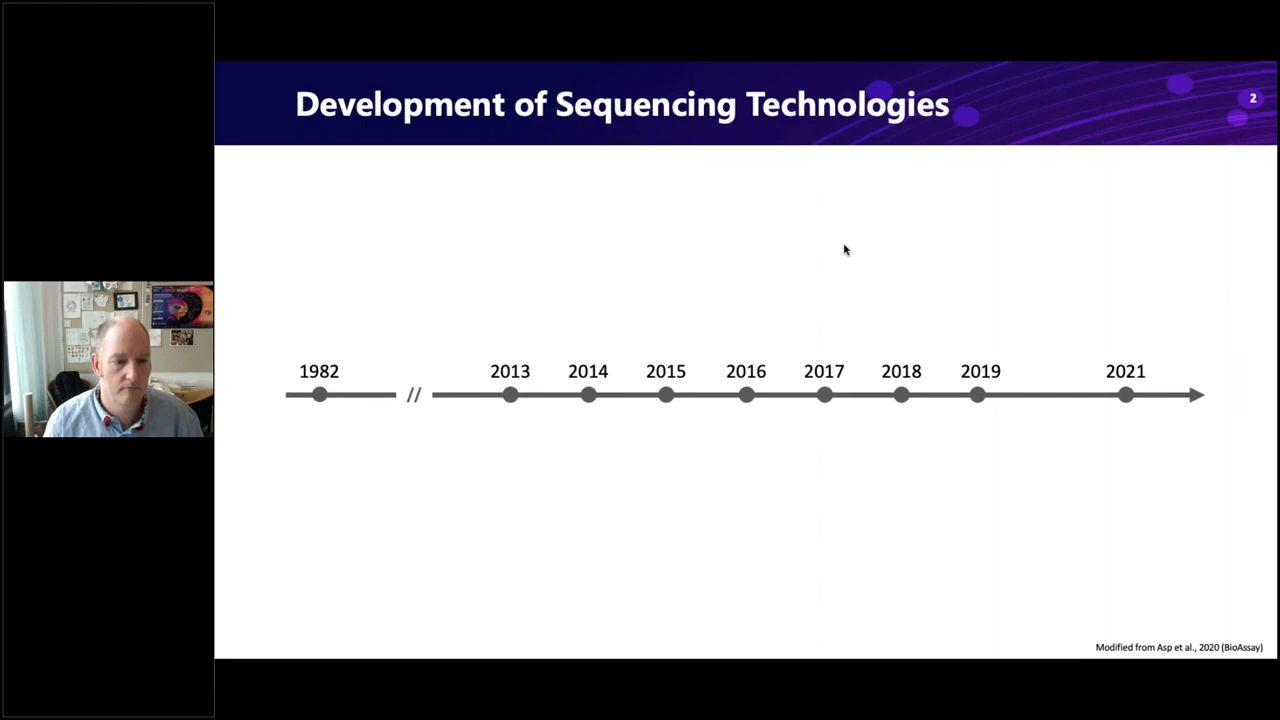 Development of Sequencing Technologies
2
1982 // 2013 2014 2015 2016 2017 2018 2019 2021
Modified from Asp et al., 2020 (BioAssay)